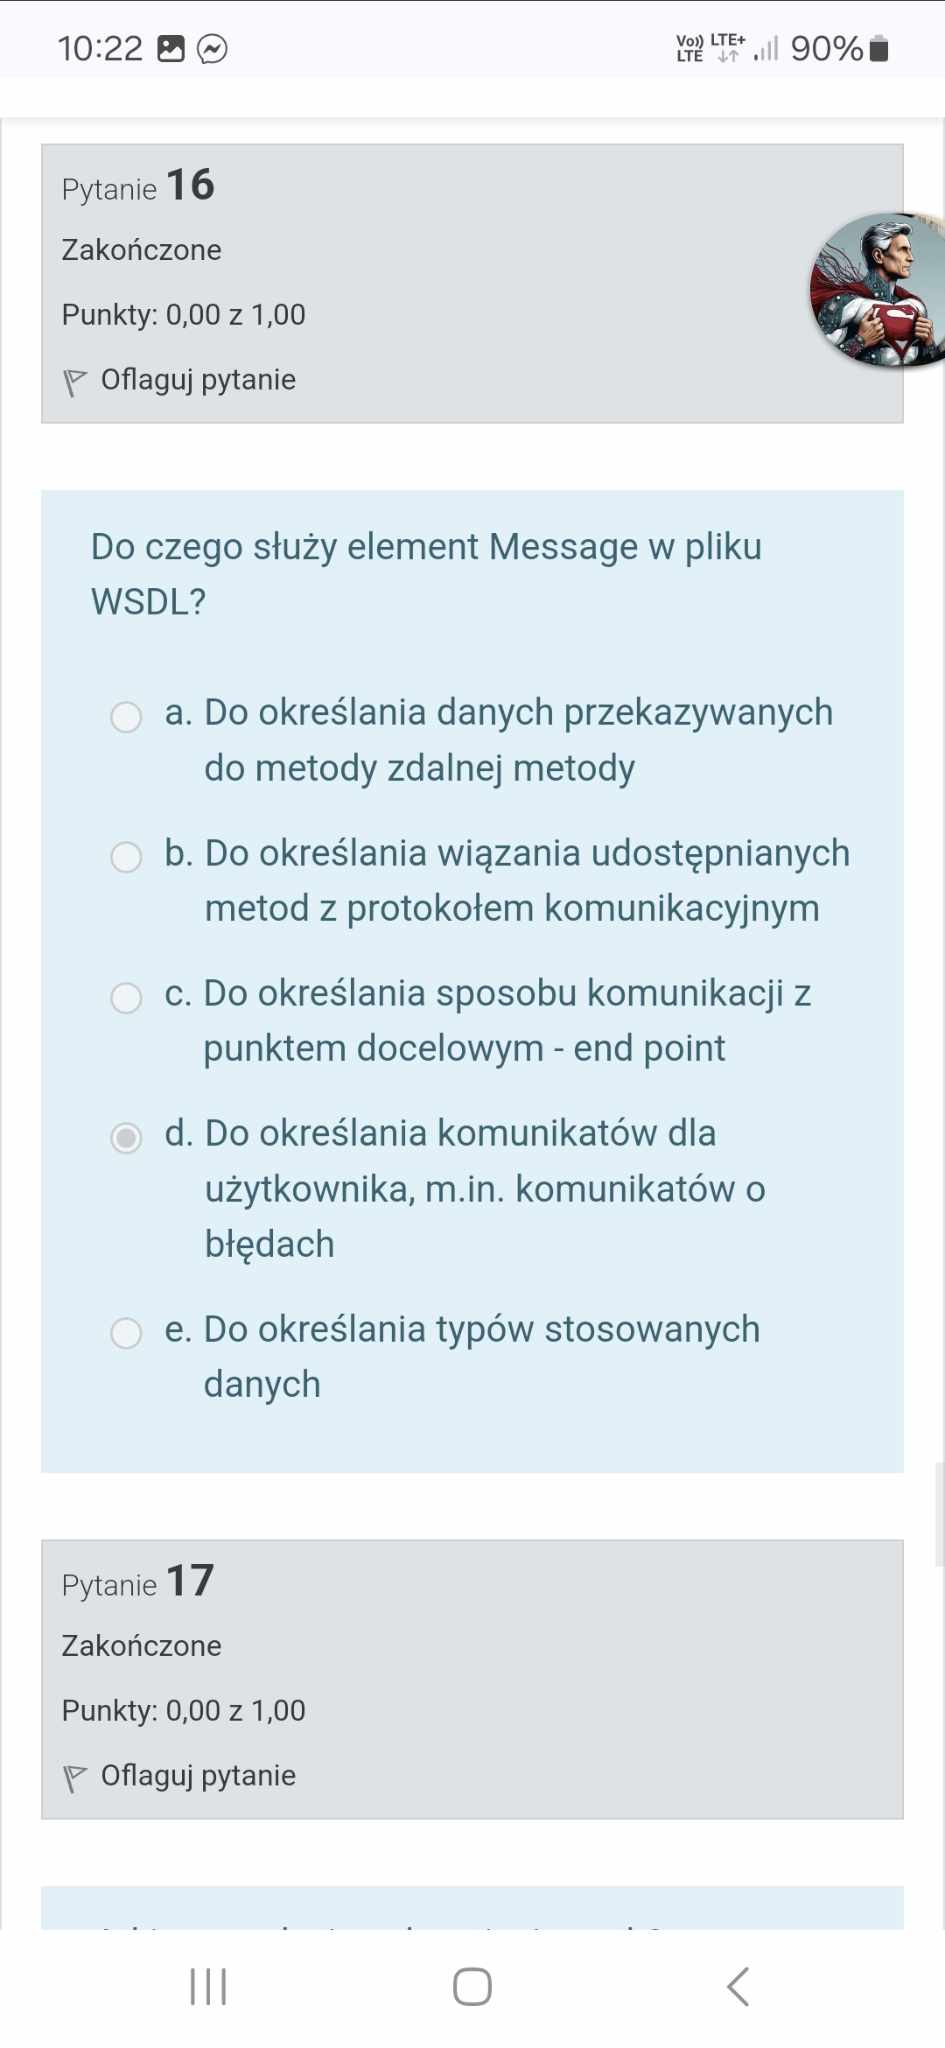 10:22
Vo)) LTE+
LTE
90%
Pytanie 16
Zakończone
Punkty: 0,00 z 1,00
Oflaguj pytanie
Do czego służy element Message w pliku
WSDL?
a. Do określania danych przekazywanych
do metody zdalnej metody
b. Do określania wiązania udostępnianych
metod z protokołem komunikacyjnym
c. Do określania sposobu komunikacji z
punktem docelowym - end point
d. Do określania komunikatów dla
użytkownika, m.in. komunikatów o
błędach
e. Do określania typów stosowanych
danych
Pytanie 17
Zakończone
Punkty: 0,00 z 1,00
Oflaguj pytanie